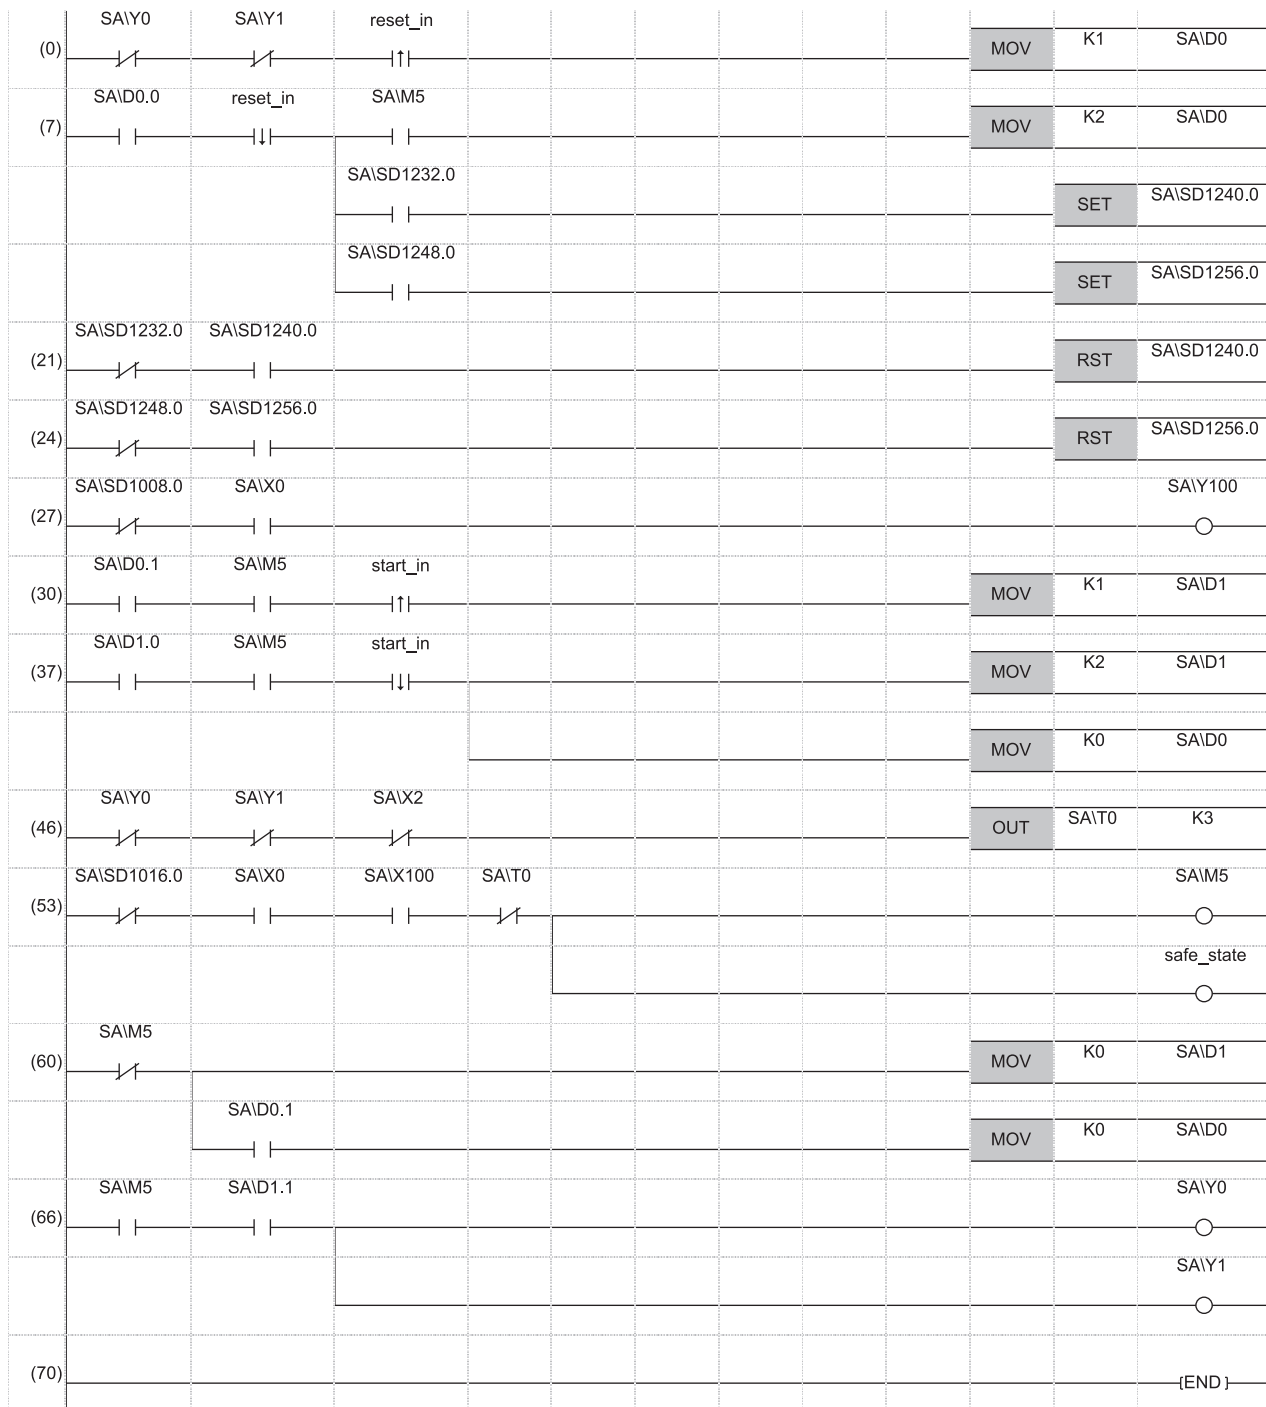 SA\Y0 SA\Y1 reset_in
(0) MOV K1 SA\D0
SA\D0.0 reset_in SA\M5
(7) MOV K2 SA\D0
SA\SD1232.0
SET SA\SD1240.0
SA\SD1248.0
SET SA\SD1256.0
SA\SD1232.0 SA\SD1240.0
(21) RST SA\SD1240.0
SA\SD1248.0 SA\SD1256.0
(24) RST SA\SD1256.0
SA\SD1008.0 SA\X0 SA\Y100
(27)
SA\D0.1 SA\M5 start_in
(30) MOV K1 SA\D1
SA\D1.0 SA\M5 start_in
(37) MOV K2 SA\D1
MOV K0 SA\D0
SA\Y0 SA\Y1 SA\X2
(46) OUT SA\T0 K3
SA\SD1016.0 SA\X0 SA\X100 SA\T0 SA\M5
(53)
safe_state
SA\M5
(60) MOV K0 SA\D1
SA\D0.1
MOV K0 SA\D0
SA\M5 SA\D1.1 SA\Y0
(66)
SA\Y1
(70) {END}